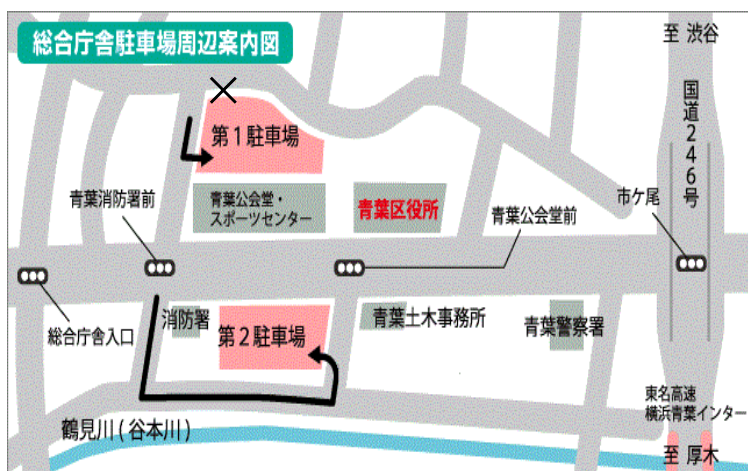 総合庁舎駐車場周辺案内図
至 渋谷
国道246号
第1駐車場
青葉消防署前
青葉公会堂・
スポーツセンター
青葉区役所
青葉公会堂前
市ケ尾
総合庁舎入口
消防署
第2駐車場
青葉土木事務所
青葉警察署
東名高速
横浜青葉インター
鶴見川(谷本川)
至 厚木